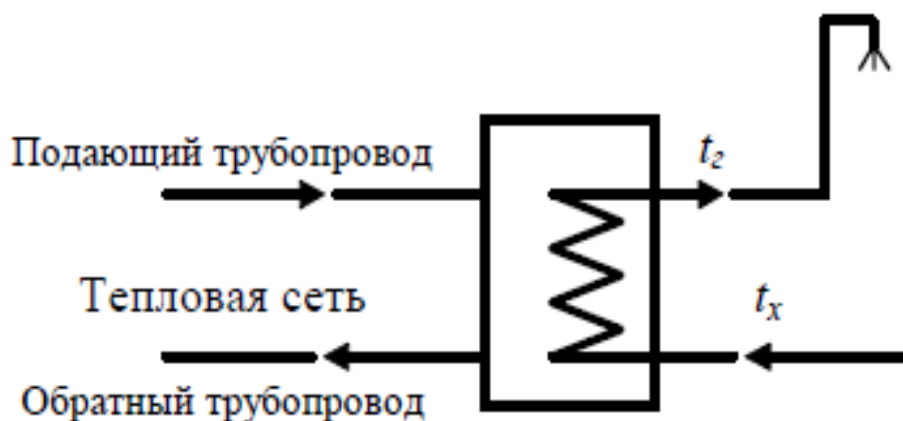 Подающий трубопровод
tг
Тепловая сеть
tх
Обратный трубопровод